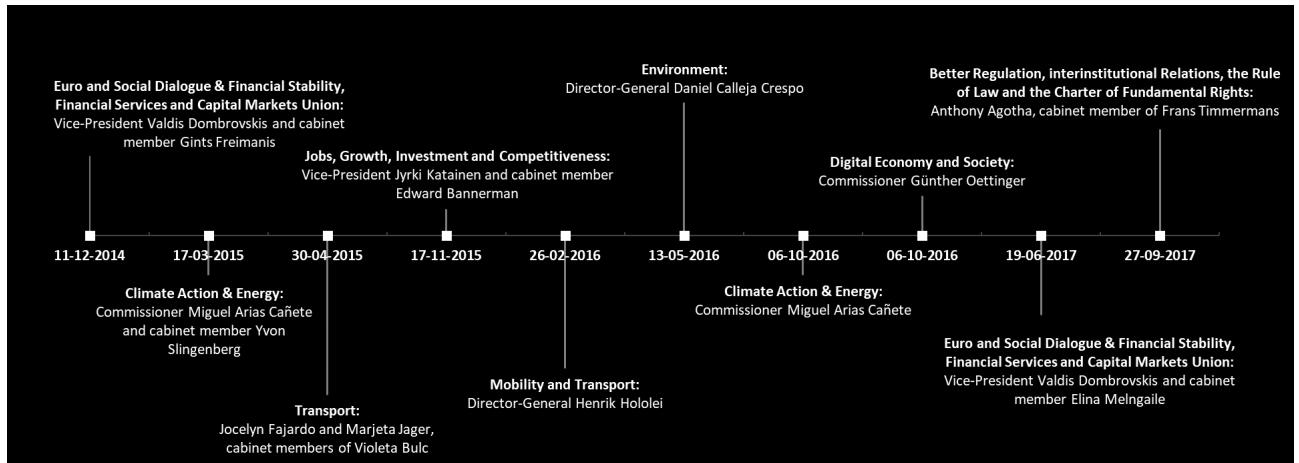 Euro and Social Dialogue & Financial Stability,
Financial Services and Capital Markets Union:
Vice-President Valdis Dombrovskis and cabinet
member Gints Freimanis
Jobs, Growth, Investment and Competitiveness:
Vice-President Jyrki Katainen and cabinet member
Edward Bannerman
Environment:
Director-General Daniel Calleja Crespo
Digital Economy and Society:
Commissioner Günther Oettinger
Better Regulation, interinstitutional Relations, the Rule
of Law and the Charter of Fundamental Rights:
Anthony Agotha, cabinet member of Frans Timmermans
11-12-2014 17-03-2015 30-04-2015 17-11-2015 26-02-2016 13-05-2016 06-10-2016 06-10-2016 19-06-2017 27-09-2017
Climate Action & Energy:
Commissioner Miguel Arias Cañete
and cabinet member Yvon
Slingenberg
Transport:
Jocelyn Fajardo and Marjeta Jager,
cabinet members of Violeta Bulc
Mobility and Transport:
Director-General Henrik Hololei
Climate Action & Energy:
Commissioner Miguel Arias Cañete
Euro and Social Dialogue & Financial Stability,
Financial Services and Capital Markets Union:
Vice-President Valdis Dombrovskis and cabinet
member Elina Melngaile